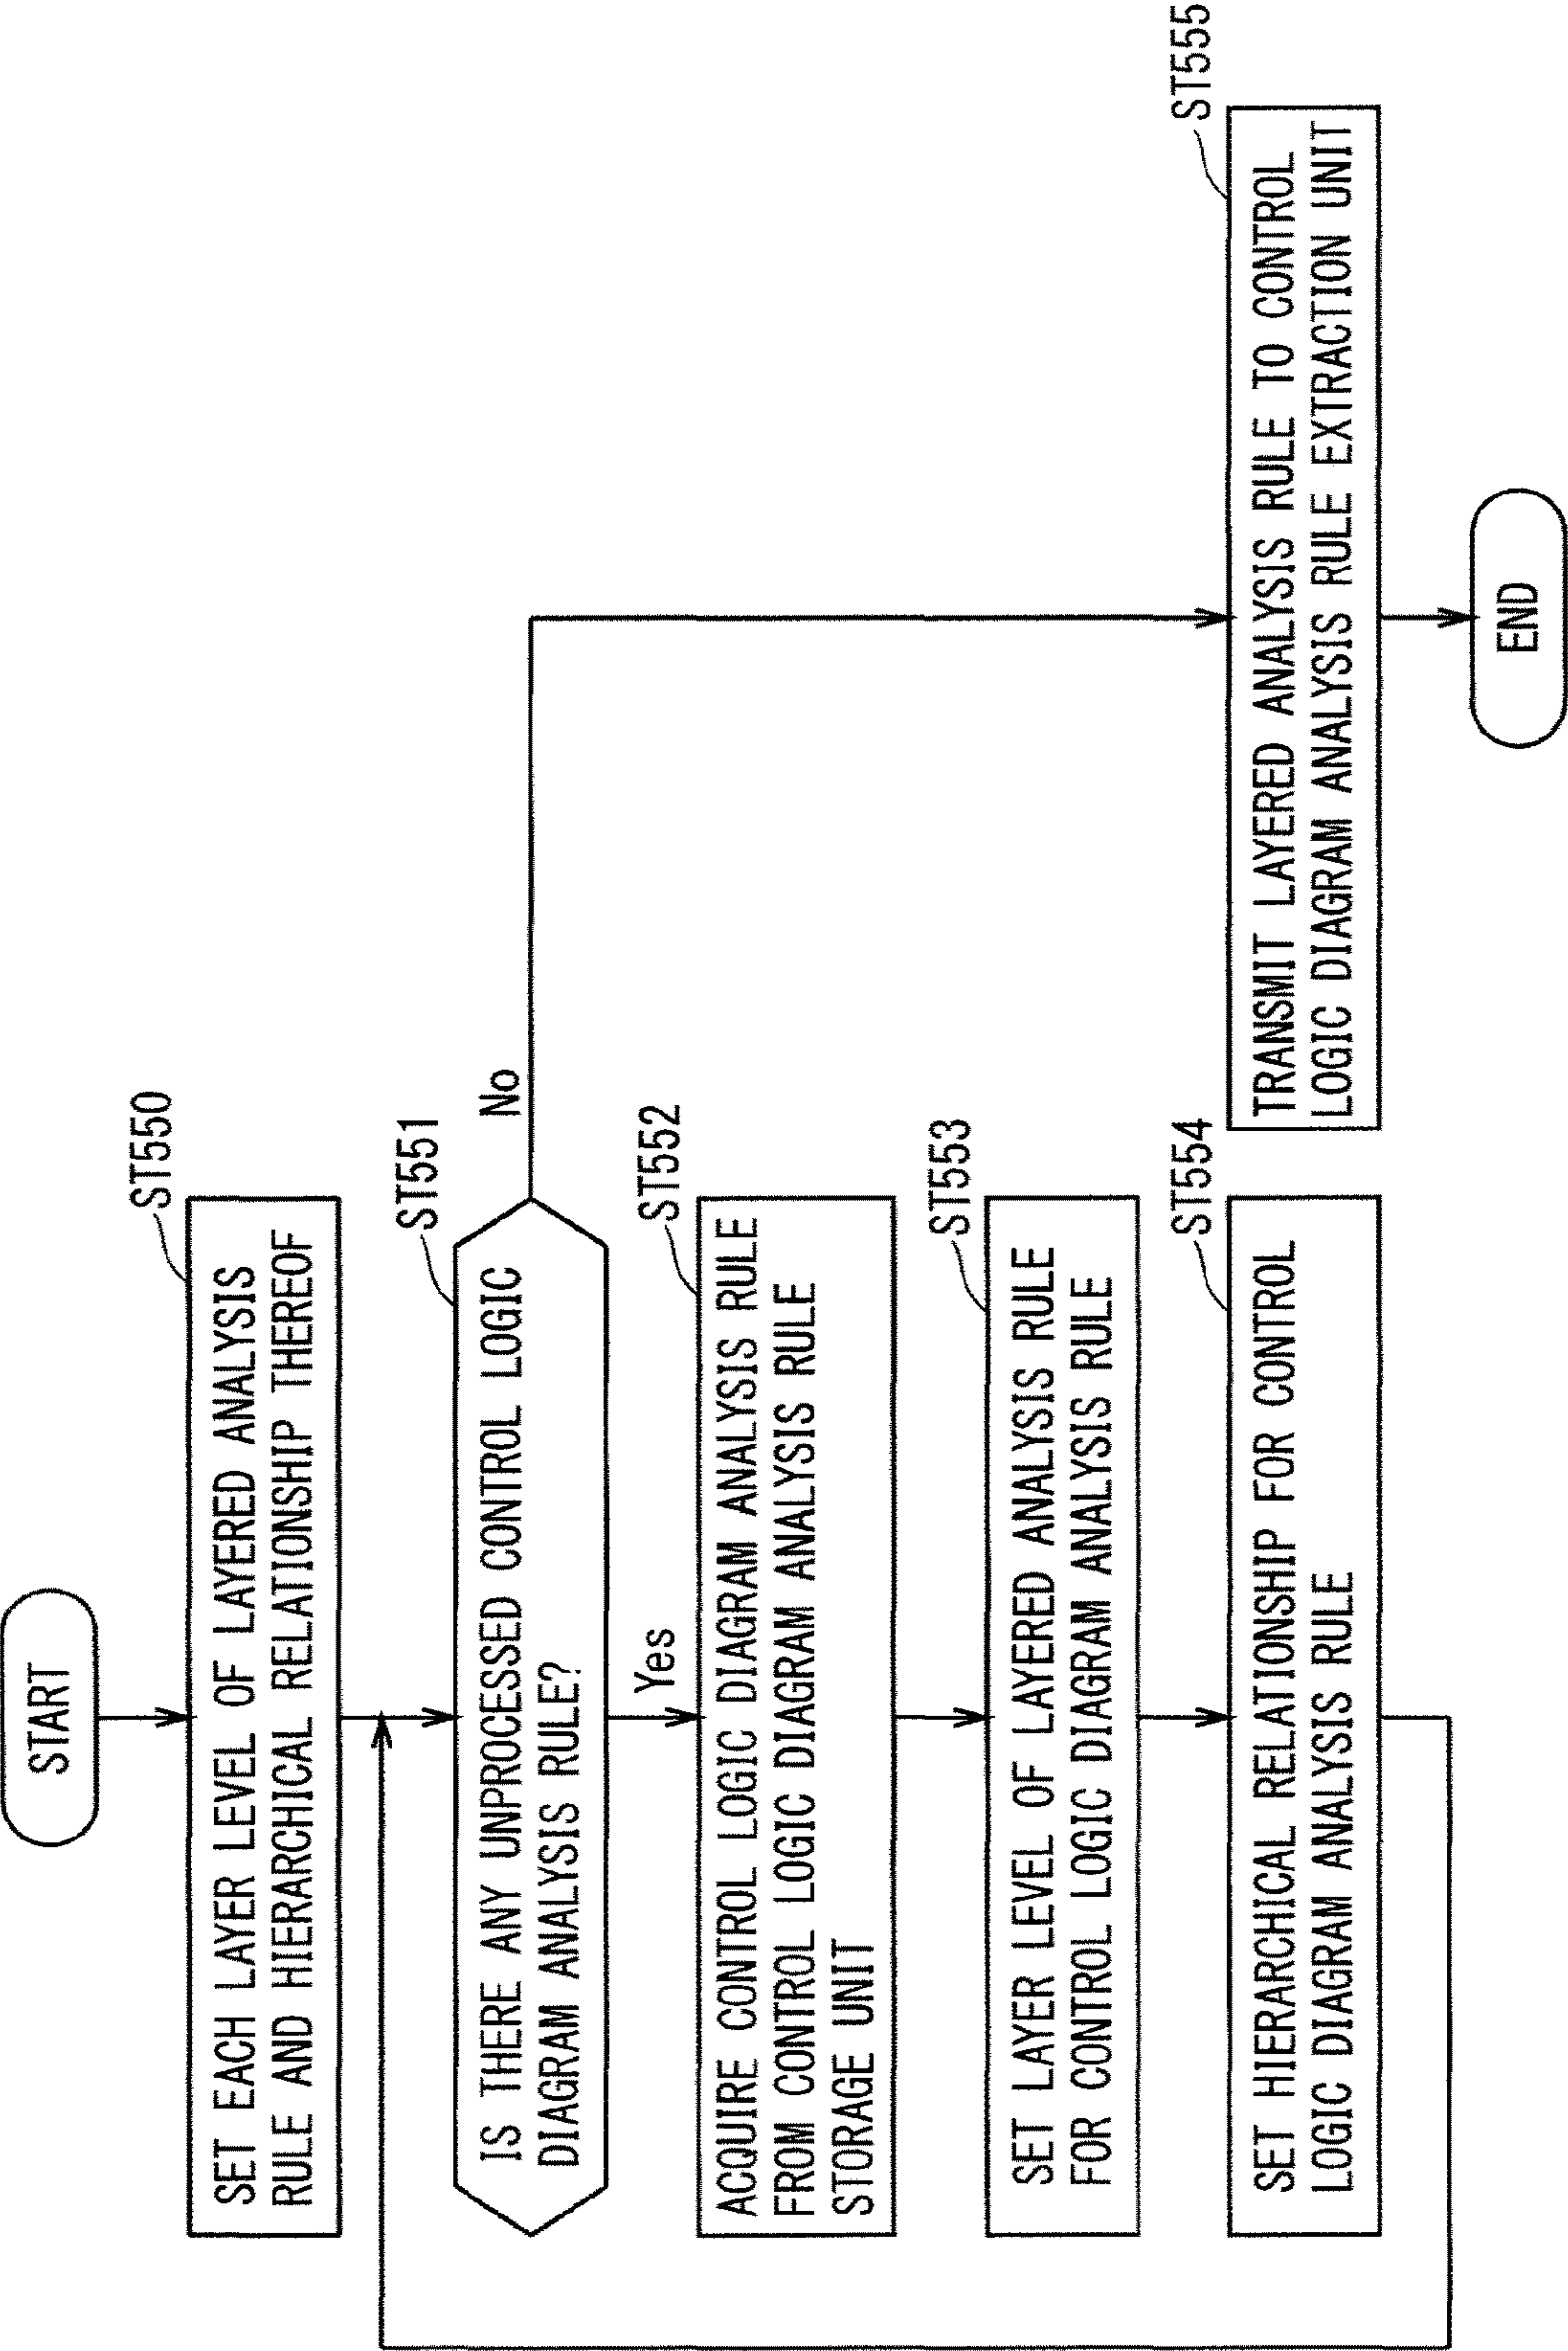 START
ST550
SET EACH LAYER LEVEL OF LAYERED ANALYSIS
RULE AND HIERARCHICAL RELATIONSHIP THEREOF
ST551
IS THERE ANY UNPROCESSED CONTROL LOGIC
DIAGRAM ANALYSIS RULE?
No
Yes
ST552
ACQUIRE CONTROL LOGIC DIAGRAM ANALYSIS RULE
FROM CONTROL LOGIC DIAGRAM ANALYSIS RULE
STORAGE UNIT
ST553
SET LAYER LEVEL OF LAYERED ANALYSIS RULE
FOR CONTROL LOGIC DIAGRAM ANALYSIS RULE
ST554
SET HIERARCHICAL RELATIONSHIP FOR CONTROL
LOGIC DIAGRAM ANALYSIS RULE
ST555
TRANSMIT LAYERED ANALYSIS RULE TO CONTROL
LOGIC DIAGRAM ANALYSIS RULE EXTRACTION UNIT
END